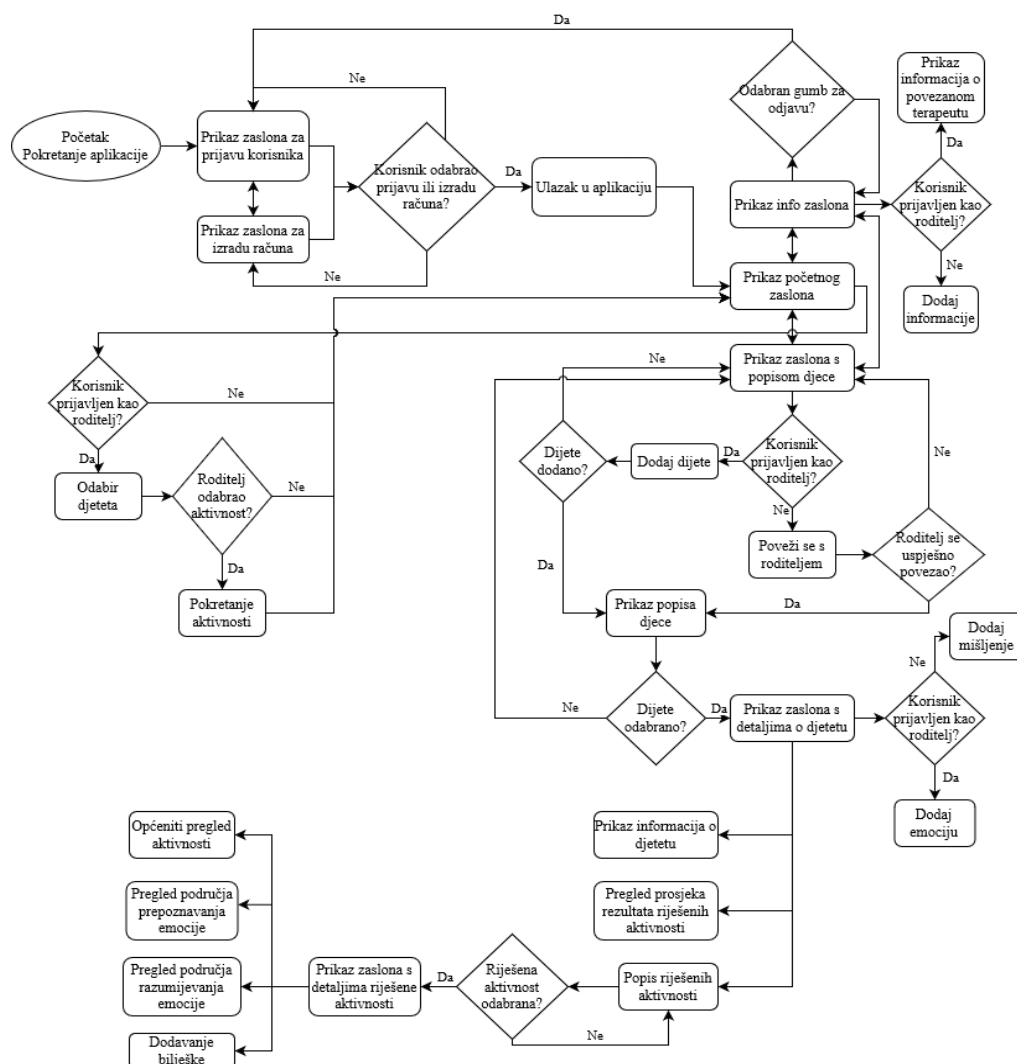 Da
Ne
Odabran gumb za
odjavu?
Prikaz
informacija o
povezanom
terapeutu
Početak
Pokretanje aplikacije
Prikaz zaslona za
prijavu korisnika
Korisnik odabrao
prijavu ili izradu
računa?
Da
Ulazak u aplikaciju
Prikaz info zaslona
Da
Korisnik
prijavljen kao
roditelj?
Prikaz zaslona za
izradu računa
Ne
Prikaz početnog
zaslona
Ne
Dodaj
informacije
Korisnik
prijavljen kao
roditelj?
Ne
Ne
Prikaz zaslona s
popisom djece
Da
Odabir
djeteta
Roditelj
odabrao
aktivnost?
Ne
Dijete
dodano?
Dodaj dijete
Da
Korisnik
prijavljen kao
roditelj?
Ne
Ne
Poveži se s
roditeljem
Roditelj se
uspješno
povezao?
Da
Pokretanje
aktivnosti
Da
Da
Prikaz popisa
djece
Dodaj
mišljenje
Ne
Ne
Dijete
odabrano?
Da
Prikaz zaslona s
detaljima o djetetu
Korisnik
prijavljen kao
roditelj?
Da
Dodaj
emociju
Općeniti pregled
aktivnosti
Prikaz informacija o
djetetu
Pregled područja
prepoznavanja
emocije
Pregled prosjeka
rezultata riješenih
aktivnosti
Pregled područja
razumijevanja
emocije
Prikaz zaslona s
detaljima riješene
aktivnosti
Da
Riješena
aktivnost
odabrana?
Popis riješenih
aktivnosti
Ne
Dodavanje
bilješke